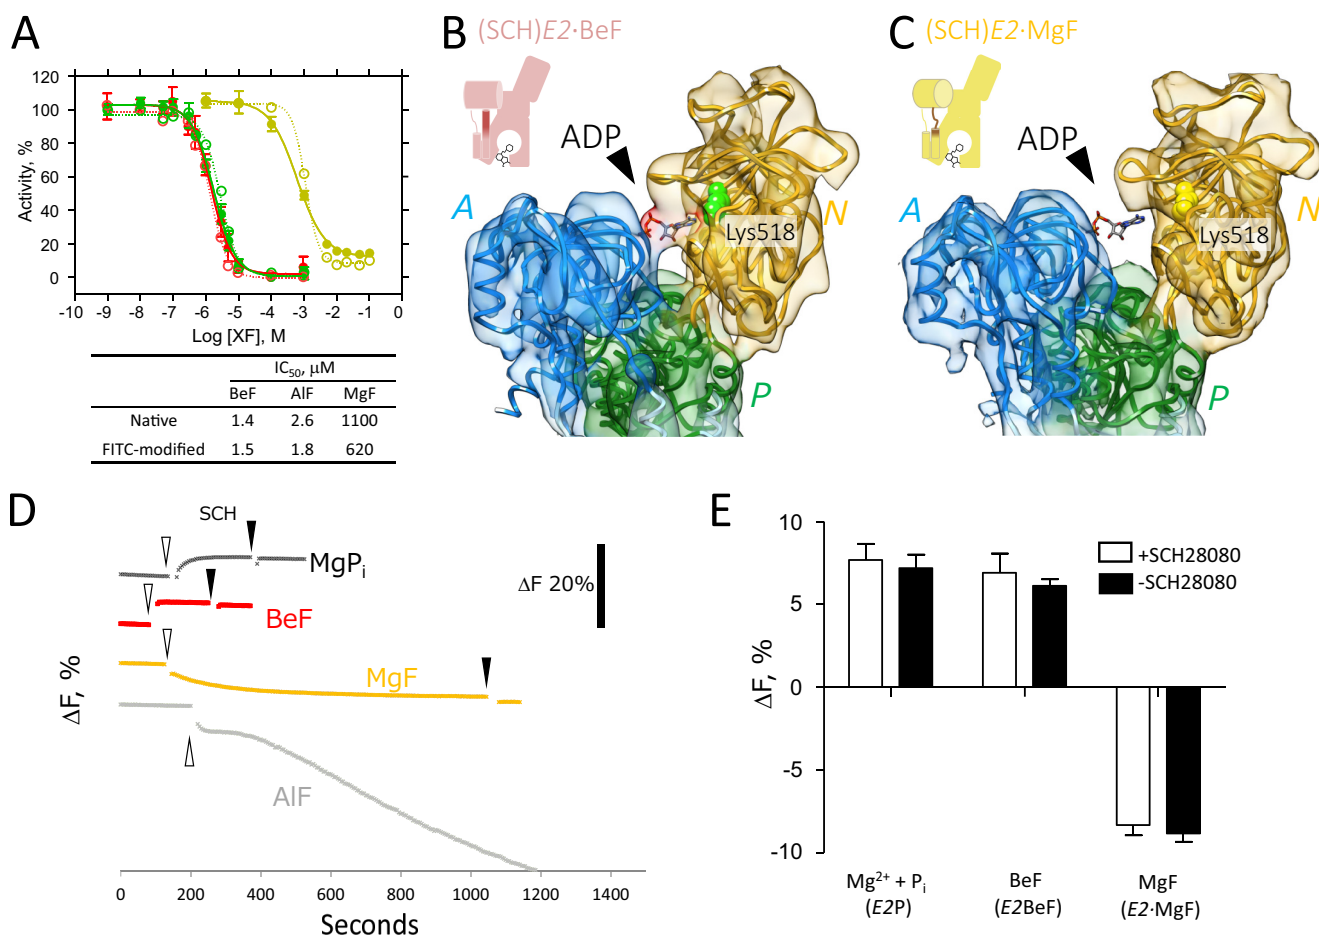 A
120
100
80
60
40
20
0
Activity, %
-10 -9 -8 -7 -6 -5 -4 -3 -2 -1 0
Log [XF], M
IC50, μM
BeF AlF MgF
Native 1.4 2.6 1100
FITC-modified 1.5 1.8 620
B (SCH)E2·BeF
ADP
A
Lys518
N
P
C (SCH)E2·MgF
ADP
A
Lys518
N
P
D
SCH
MgPi
BeF
MgF
AlF
ΔF 20%
ΔF, %
0 200 400 600 800 1000 1200 1400
Seconds
E
10
5
0
-5
-10
ΔF, %
+SCH28080
-SCH28080
Mg2+ + Pi BeF MgF
(E2P) (E2BeF) (E2·MgF)